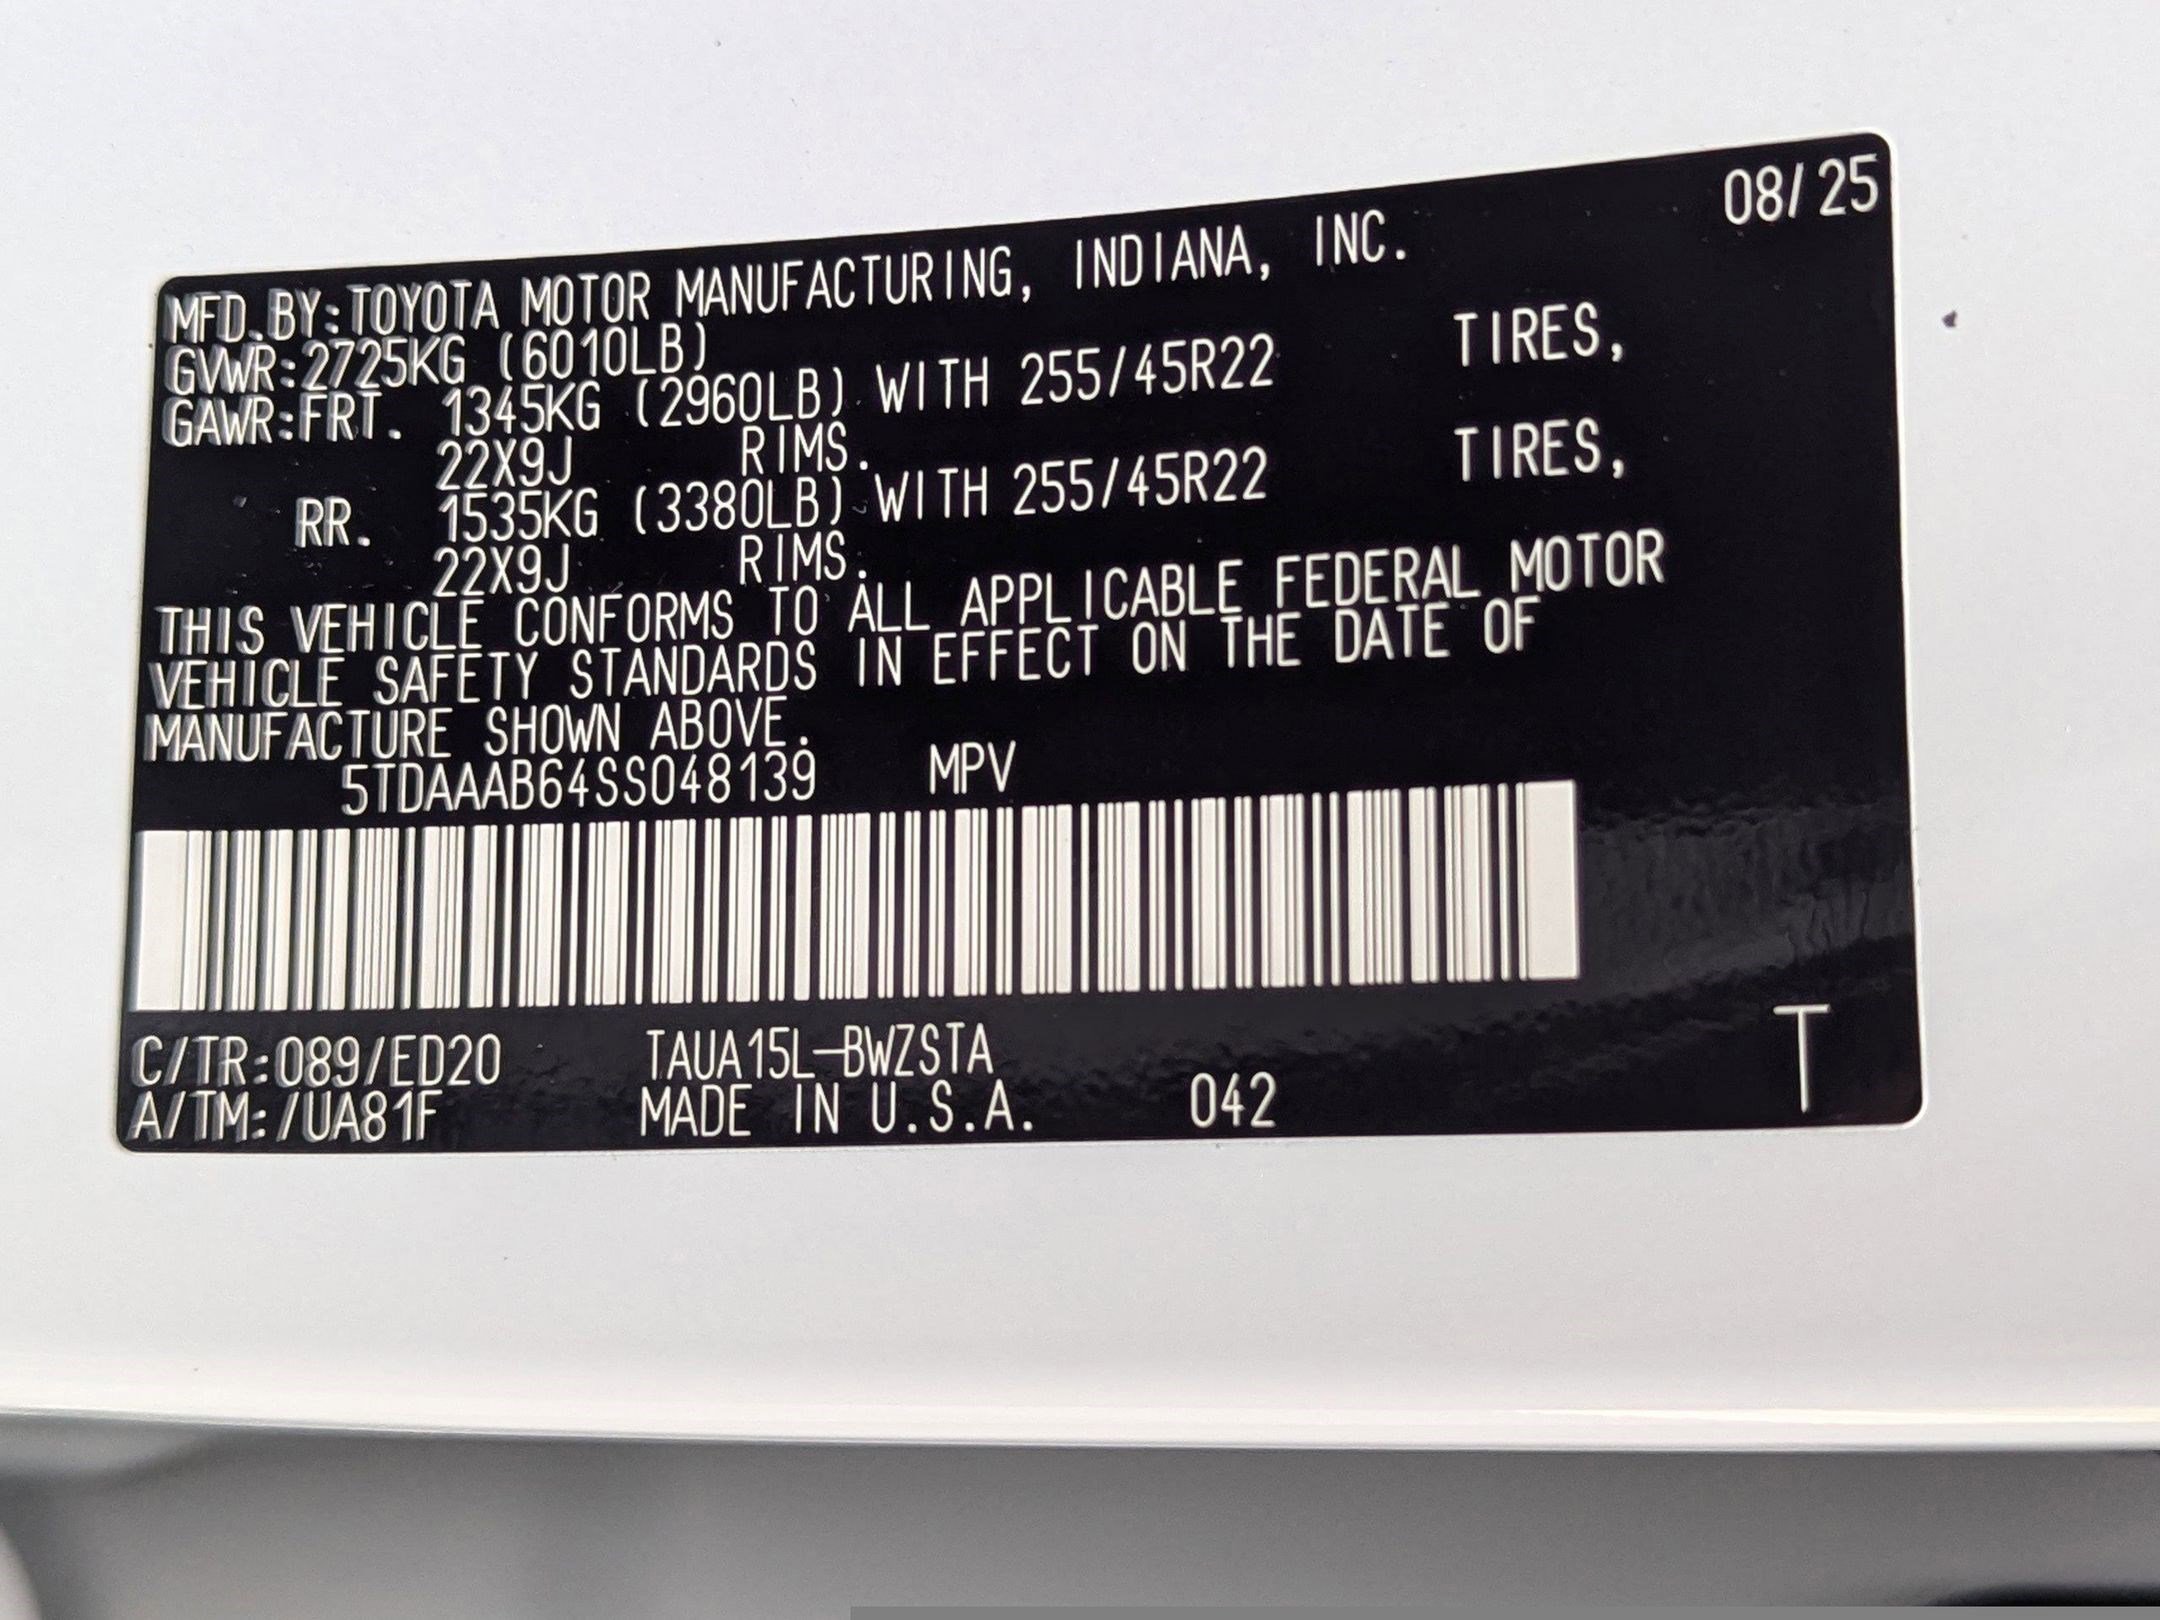 08/25
MFD.BY:TOYOTA MOTOR MANUFACTURING, INDIANA, INC.
GVWR:2725KG (6010LB)
GAWR:FRT. 1345KG (2960LB) WITH 255/45R22 TIRES,
22X9J RIMS.
RR. 1535KG (3380LB) WITH 255/45R22 TIRES,
22X9J RIMS.
THIS VEHICLE CONFORMS TO ALL APPLICABLE FEDERAL MOTOR
VEHICLE SAFETY STANDARDS IN EFFECT ON THE DATE OF
MANUFACTURE SHOWN ABOVE.
5TDAAAB64SS048139 MPV
C/TR:089/ED20 TAUA15L-BWZSTA
A/TM:/UA81F MADE IN U.S.A. 042
T